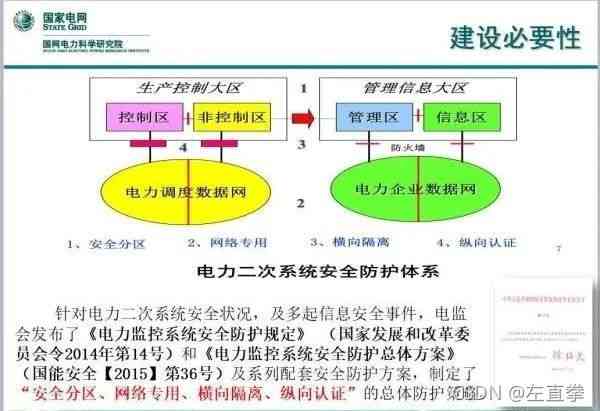 国家电网
STATE GRID
国网电力科学研究院
建设必要性
生产控制大区
1
管理信息大区
控制区
非控制区
管理区
信息区
4
3
防火墙
电力调度数据网
2
电力企业数据网
1、安全分区
2、网络专用
3、横向隔离
4、纵向认证
7
电力二次系统安全防护体系
针对电力二次系统安全状况，及多起信息安全事件，电监
会发布了《电力监控系统安全防护规定》（国家发展和改革委
员会令2014年第14号）和《电力监控系统安全防护总体方案》
（国能安全【2015】第36号）及系列配套安全防护方案，制定了
“安全分区、网络专用、横向隔离、纵向认证”的总体防护策略
CSDN @左直拳